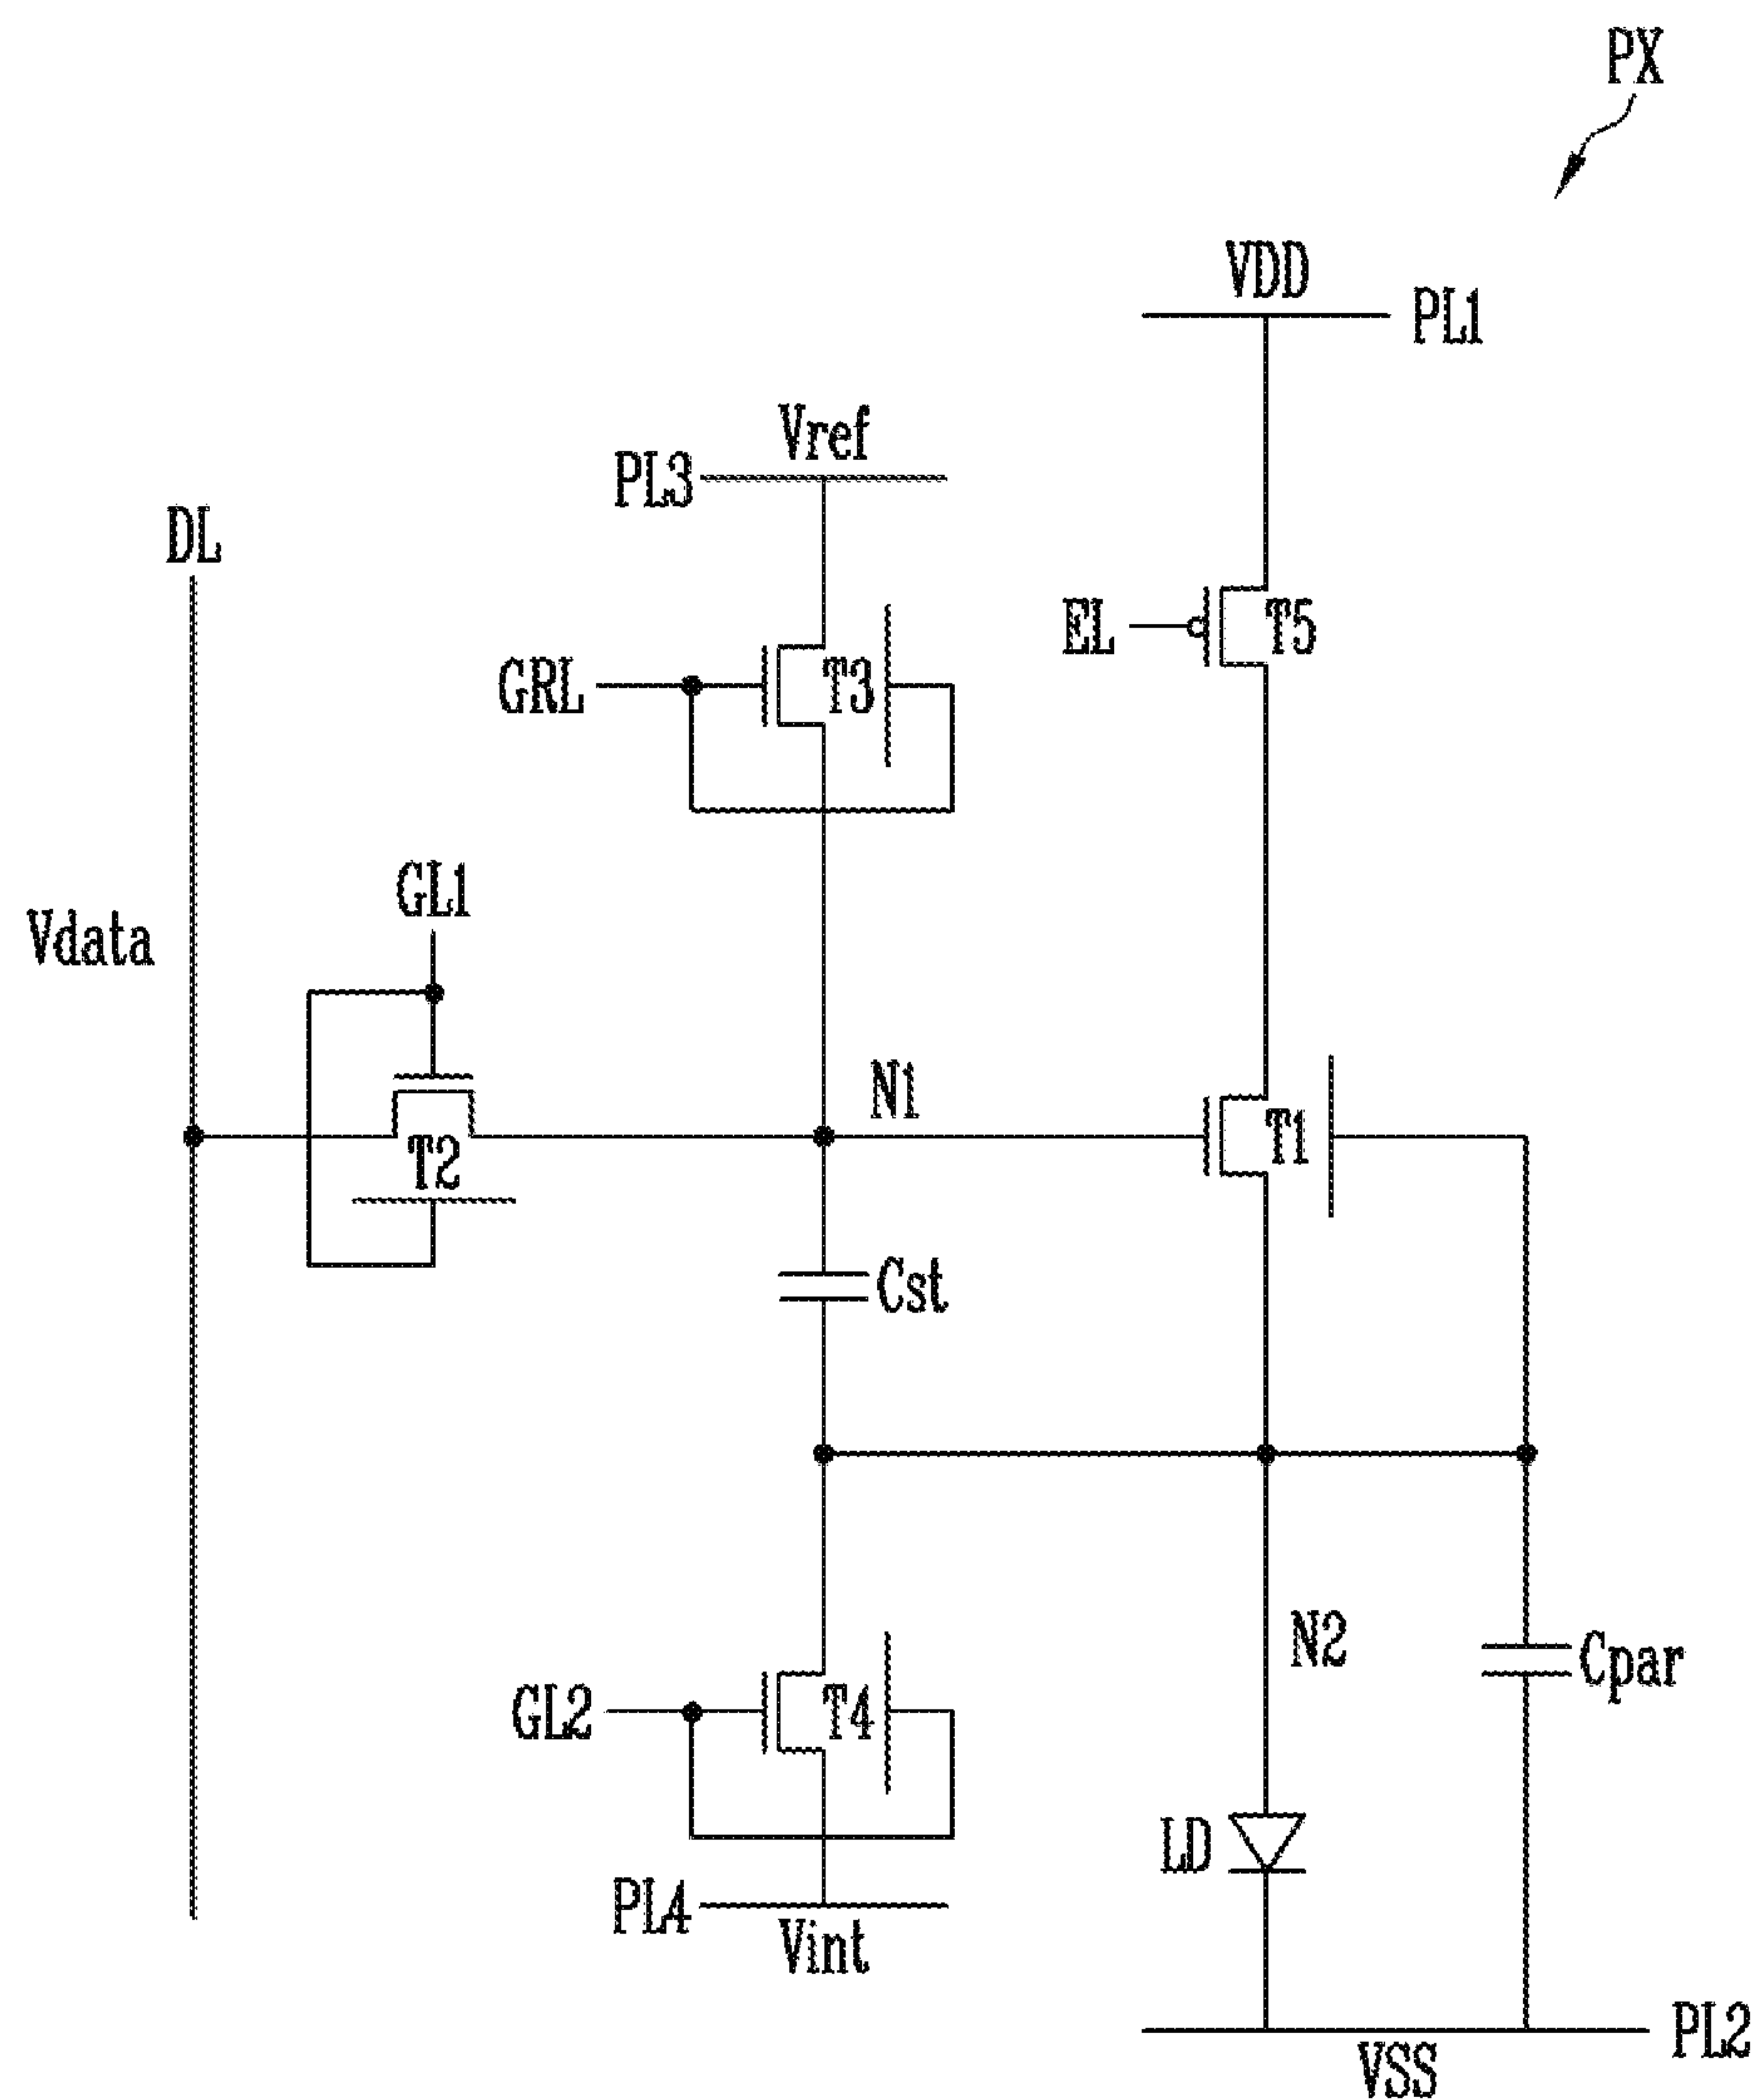 PX
VDD
PL1
Vref
PL3
DL
EL
T5
GRL
T3
GL1
Vdata
N1
T1
T2
Cst
N2
Cpar
GL2
T4
LD
PL4
Vint
PL2
VSS